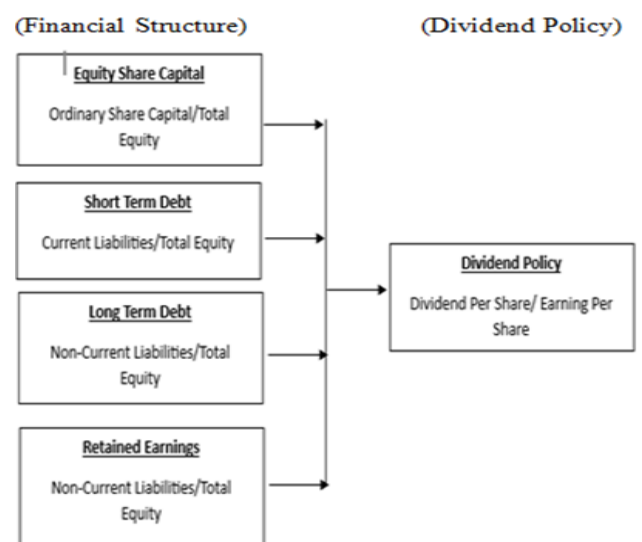 (Financial Structure)
(Dividend Policy)
Equity Share Capital
Ordinary Share Capital/Total
Equity
Short Term Debt
Current Liabilities/Total Equity
Long Term Debt
Non-Current Liabilities/Total
Equity
Retained Earnings
Non-Current Liabilities/Total
Equity
Dividend Policy
Dividend Per Share/ Earning Per
Share